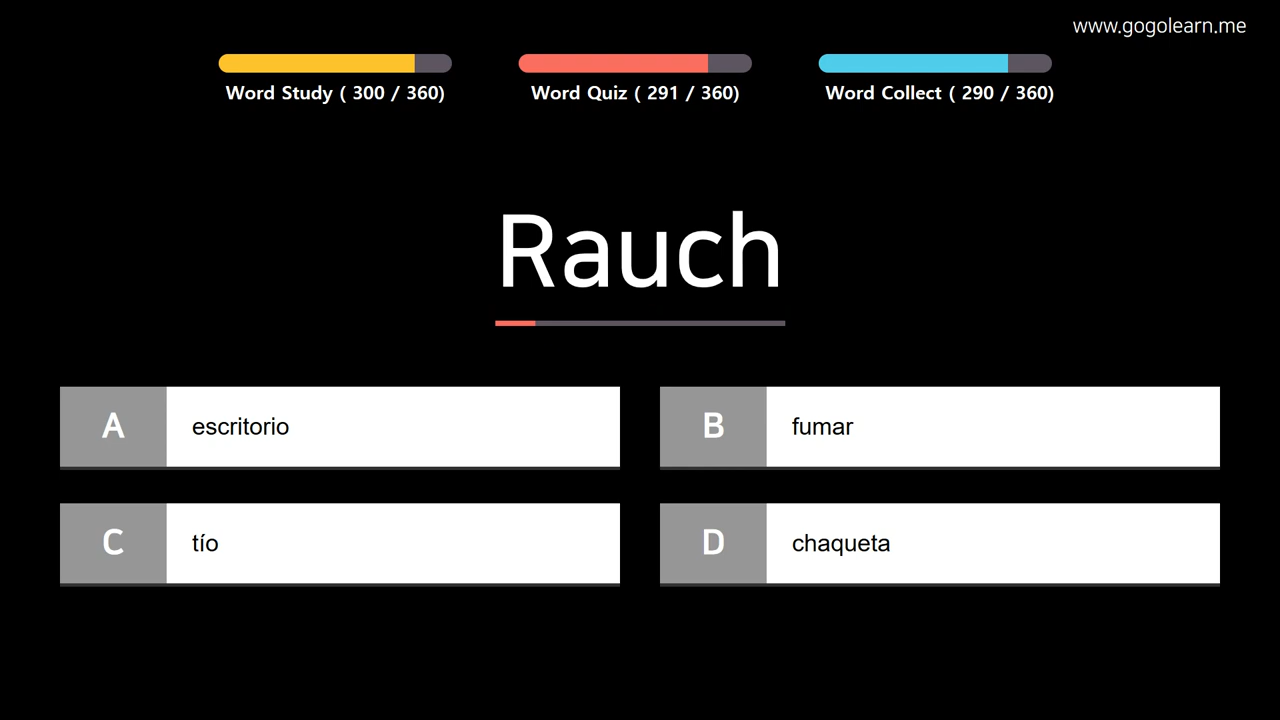 www.gogolearn.me
Word Study ( 300 / 360)
Word Quiz ( 291 / 360)
Word Collect ( 290 / 360)
Rauch
A escritorio
B fumar
C tío
D chaqueta